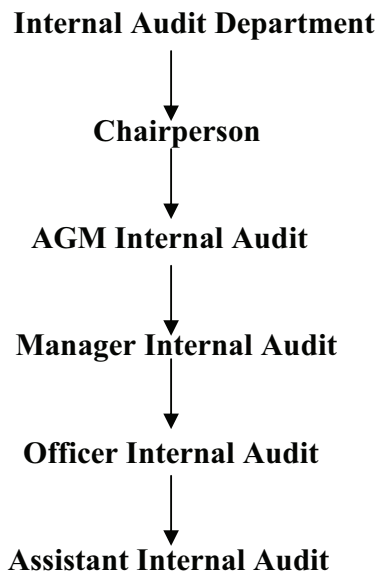 Internal Audit Department
Chairperson
AGM Internal Audit
Manager Internal Audit
Officer Internal Audit
Assistant Internal Audit